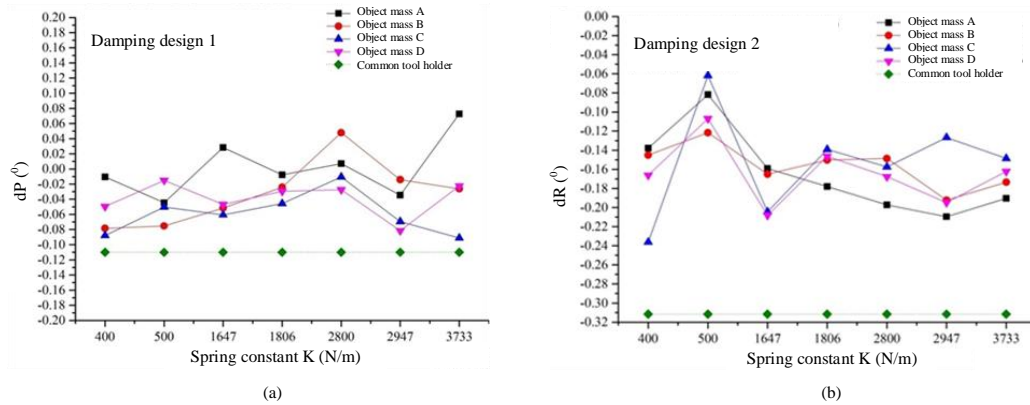 Damping design 1
Object mass A
Object mass B
Object mass C
Object mass D
Common tool holder
0.20
0.18
0.16
0.14
0.12
0.10
0.08
0.06
0.04
0.02
0.00
-0.02
-0.04
-0.06
-0.08
-0.10
-0.12
-0.14
-0.16
-0.18
-0.20
dP (⁰)
400
500
1647
1806
2800
2947
3733
Spring constant K (N/m)
(a)
Damping design 2
Object mass A
Object mass B
Object mass C
Object mass D
Common tool holder
0.00
-0.02
-0.04
-0.06
-0.08
-0.10
-0.12
-0.14
-0.16
-0.18
-0.20
-0.22
-0.24
-0.26
-0.28
-0.30
-0.32
dR (⁰)
400
500
1647
1806
2800
2947
3733
Spring constant K (N/m)
(b)